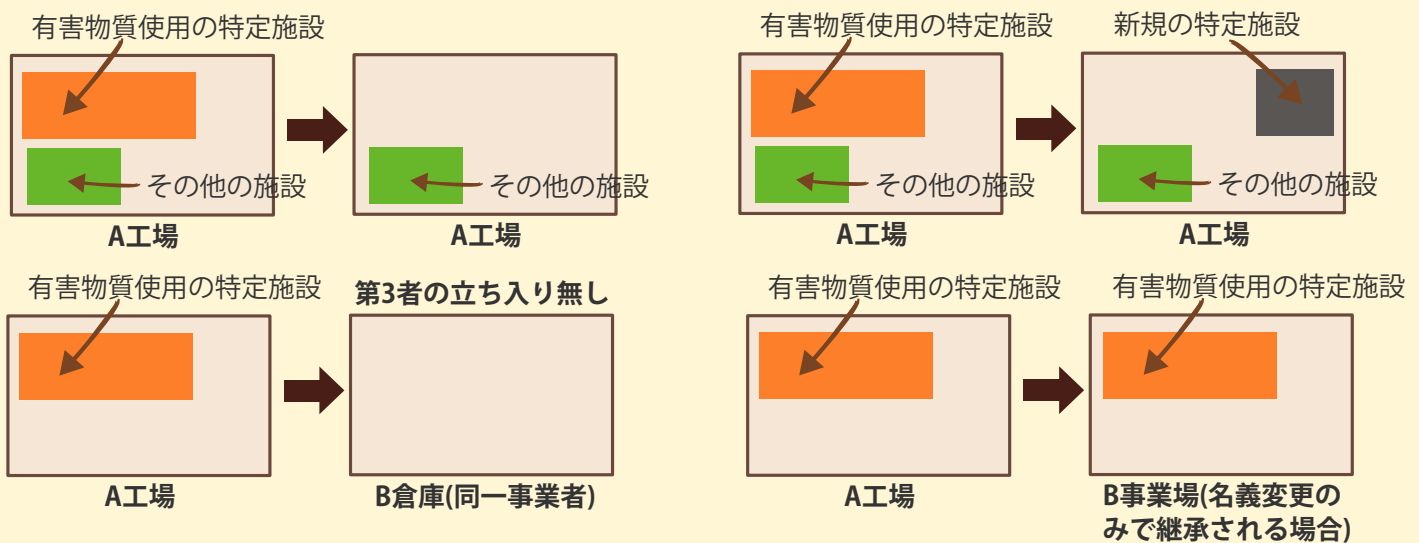 有害物質使用の特定施設
その他の施設
A工場
その他の施設
A工場
有害物質使用の特定施設
その他の施設
A工場
新規の特定施設
その他の施設
A工場
有害物質使用の特定施設
A工場
第3者の立ち入り無し
B倉庫(同一事業者)
有害物質使用の特定施設
A工場
有害物質使用の特定施設
B事業場(名義変更の
みで継承される場合)